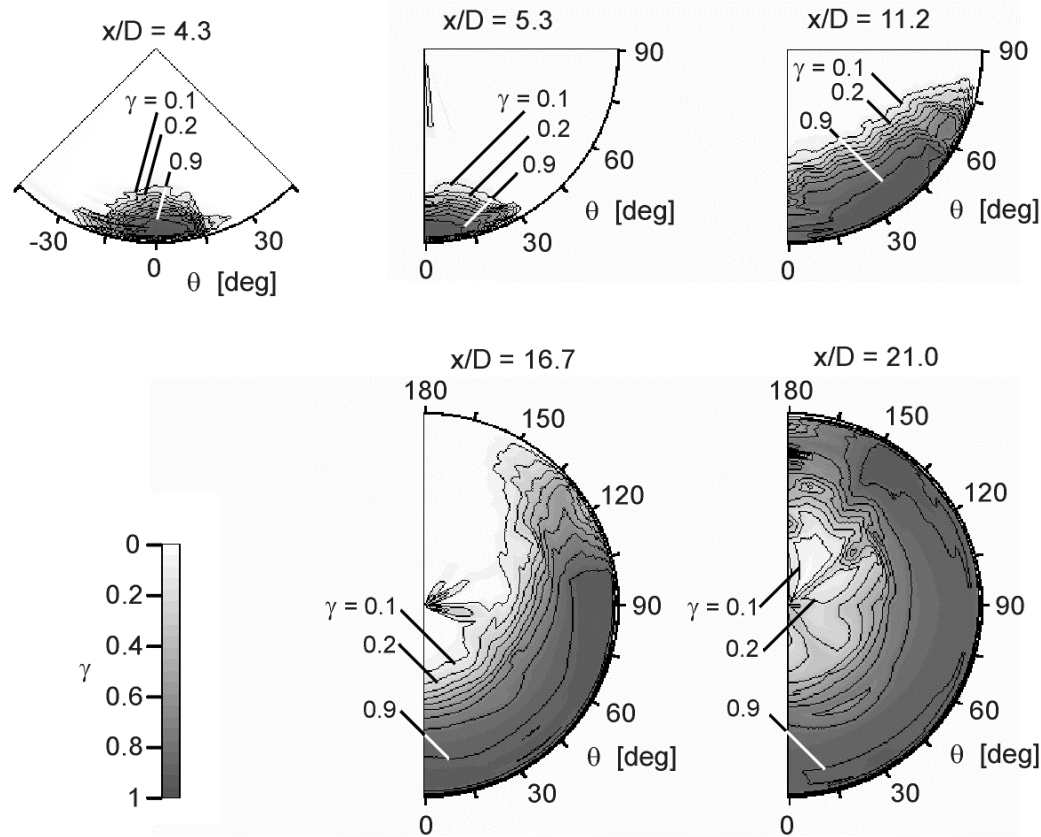 x/D = 4.3
γ = 0.1
0.2
0.9
-30
0
30
θ [deg]
x/D = 5.3
90
γ = 0.1
0.2
0.9
60
θ [deg]
30
0
x/D = 11.2
90
γ = 0.1
0.2
0.9
60
θ [deg]
30
0
x/D = 16.7
180
150
120
γ = 0.1
90
0.2
0.9
60
θ [deg]
30
0
x/D = 21.0
180
150
120
γ = 0.1
90
0.2
0.9
60
θ [deg]
30
0
0
0.2
0.4
γ
0.6
0.8
1